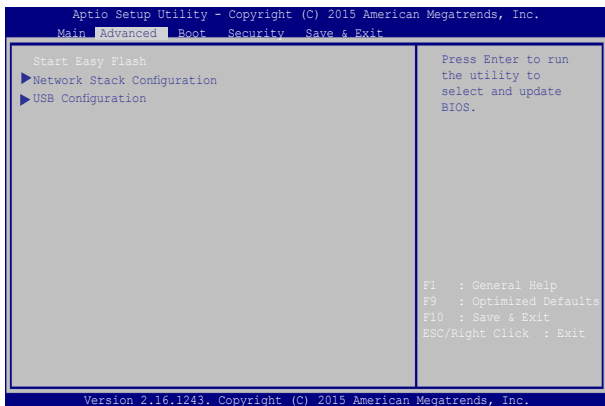 Aptio Setup Utility - Copyright (C) 2015 American Megatrends, Inc.
Main Advanced Boot Security Save & Exit
Start Easy Flash
Network Stack Configuration
USB Configuration
Press Enter to run
the utility to
select and update
BIOS.
F1 : General Help
F9 : Optimized Defaults
F10 : Save & Exit
ESC/Right Click : Exit
Version 2.16.1243. Copyright (C) 2015 American Megatrends, Inc.